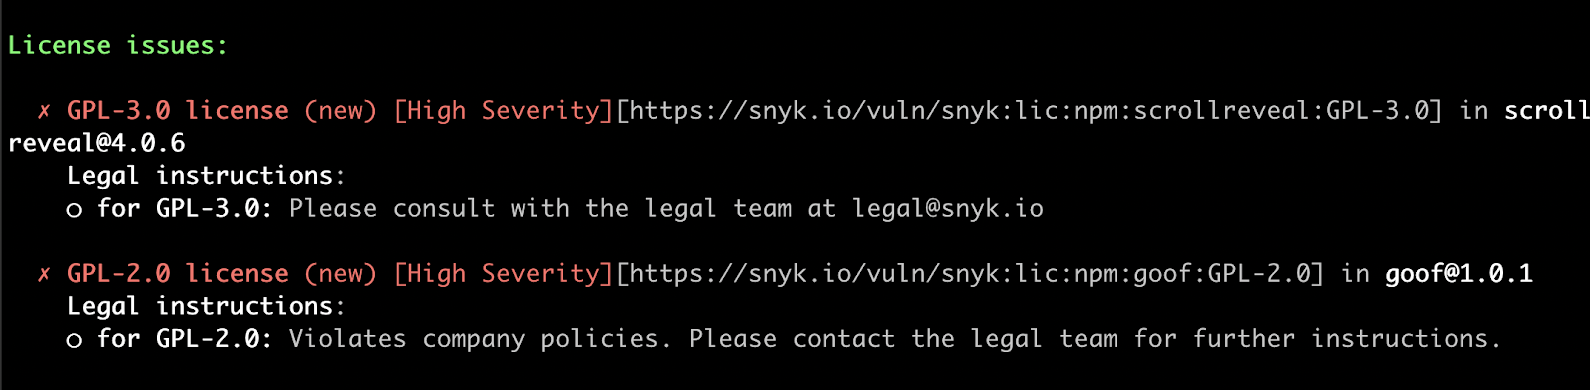 License issues:
✗ GPL-3.0 license (new) [High Severity][https://snyk.io/vuln/snyk:lic:npm:scrollreveal:GPL-3.0] in scroll
reveal@4.0.6
Legal instructions:
○ for GPL-3.0: Please consult with the legal team at legal@snyk.io
✗ GPL-2.0 license (new) [High Severity][https://snyk.io/vuln/snyk:lic:npm:goof:GPL-2.0] in goof@1.0.1
Legal instructions:
○ for GPL-2.0: Violates company policies. Please contact the legal team for further instructions.